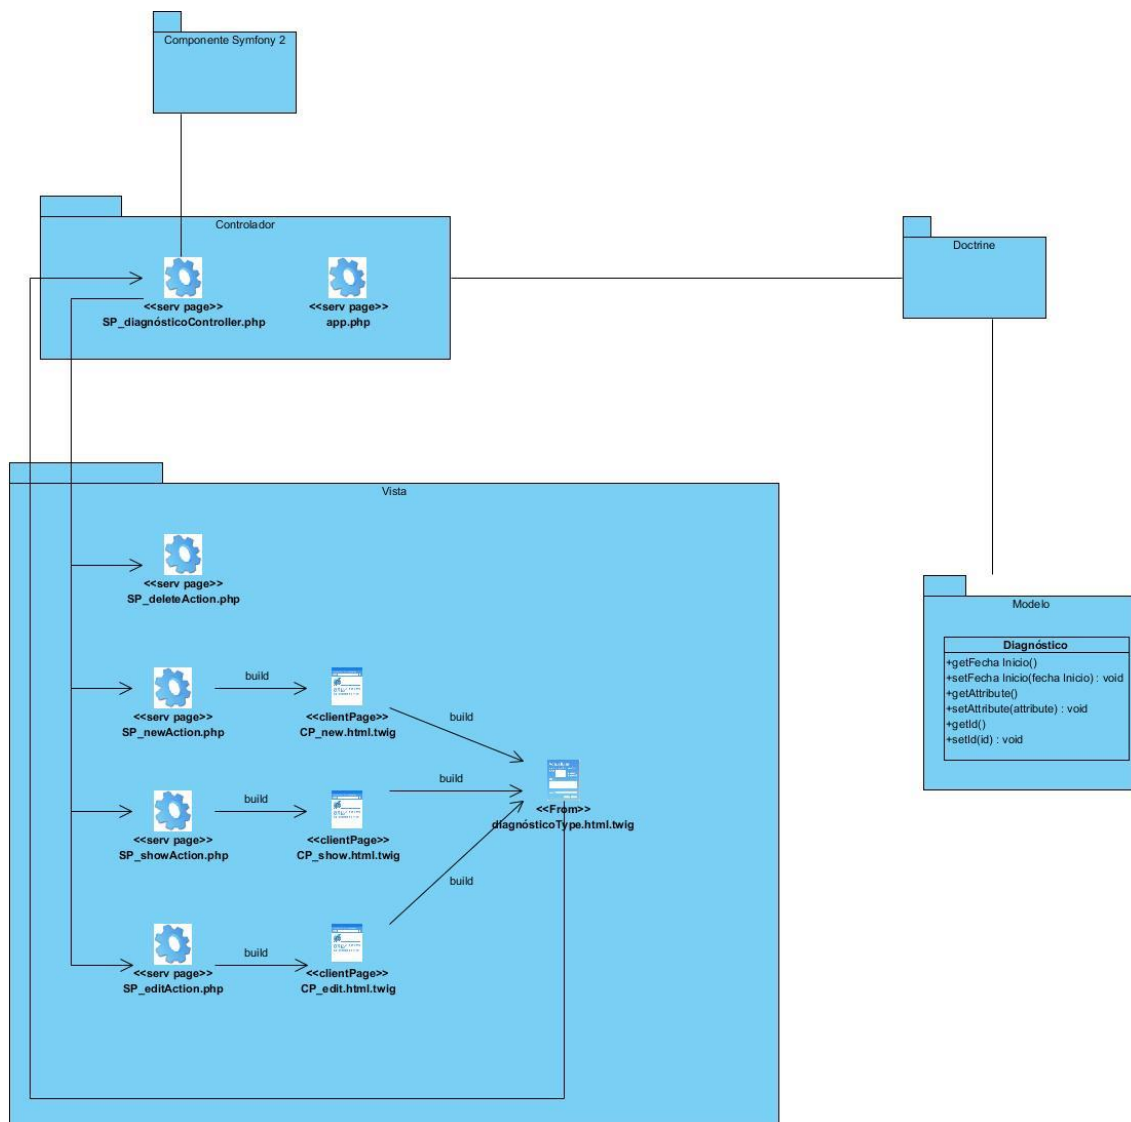 Componente Symfony 2
Controlador
<<serv page>>
SP_diagnósticoController.php
<<serv page>>
app.php
Doctrine
Vista
<<serv page>>
SP_deleteAction.php
build
<<serv page>>
SP_newAction.php
<<clientPage>>
CP_new.html.twig
build
build
<<serv page>>
SP_showAction.php
build
<<clientPage>>
CP_show.html.twig
<<From>>
diagnósticoType.html.twig
build
<<serv page>>
SP_editAction.php
build
<<clientPage>>
CP_edit.html.twig
Modelo
Diagnóstico
+getFecha Inicio()
+setFecha Inicio(fecha Inicio) : void
+getAttribute()
+setAttribute(attribute) : void
+getId()
+setId(id) : void